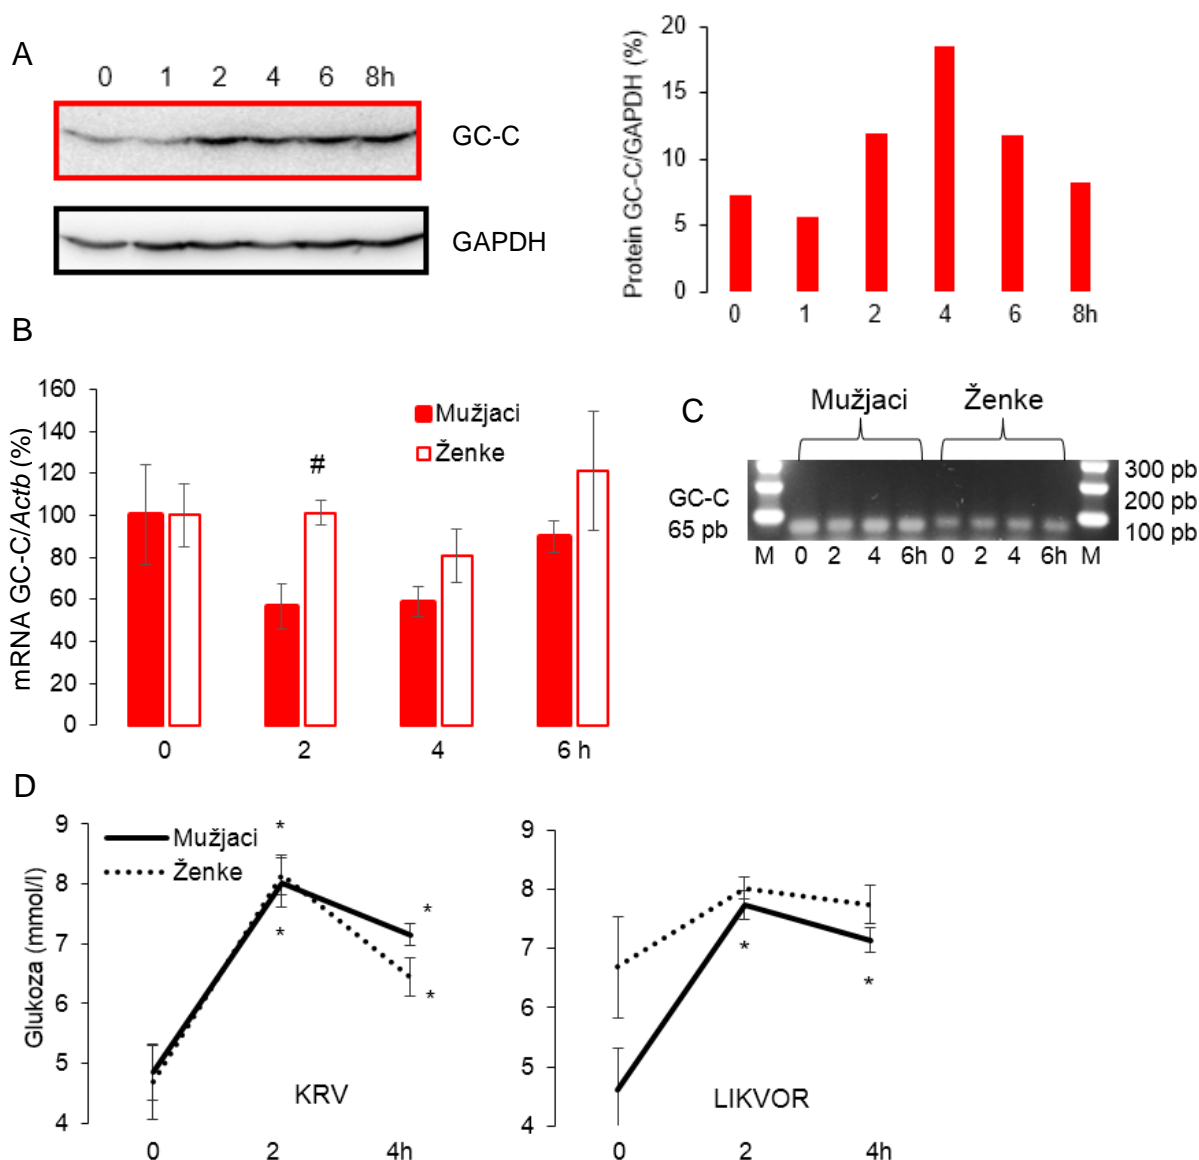 A
0 1 2 4 6 8h
GC-C
GAPDH
Protein GC-C/GAPDH (%)
20
15
10
5
0
0 1 2 4 6 8h
B
mRNA GC-C/Actb (%)
160
140
120
100
80
60
40
20
0
Mužjaci
Ženke
#
0 2 4 6 h
C
Mužjaci Ženke
GC-C
65 pb
300 pb
200 pb
100 pb
M 0 2 4 6h 0 2 4 6h M
D
Glukoza (mmol/l)
9
8
7
6
5
4
Mužjaci
Ženke
*
*
*
*
KRV
0 2 4h
9
8
7
6
5
4
*
*
LIKVOR
0 2 4h